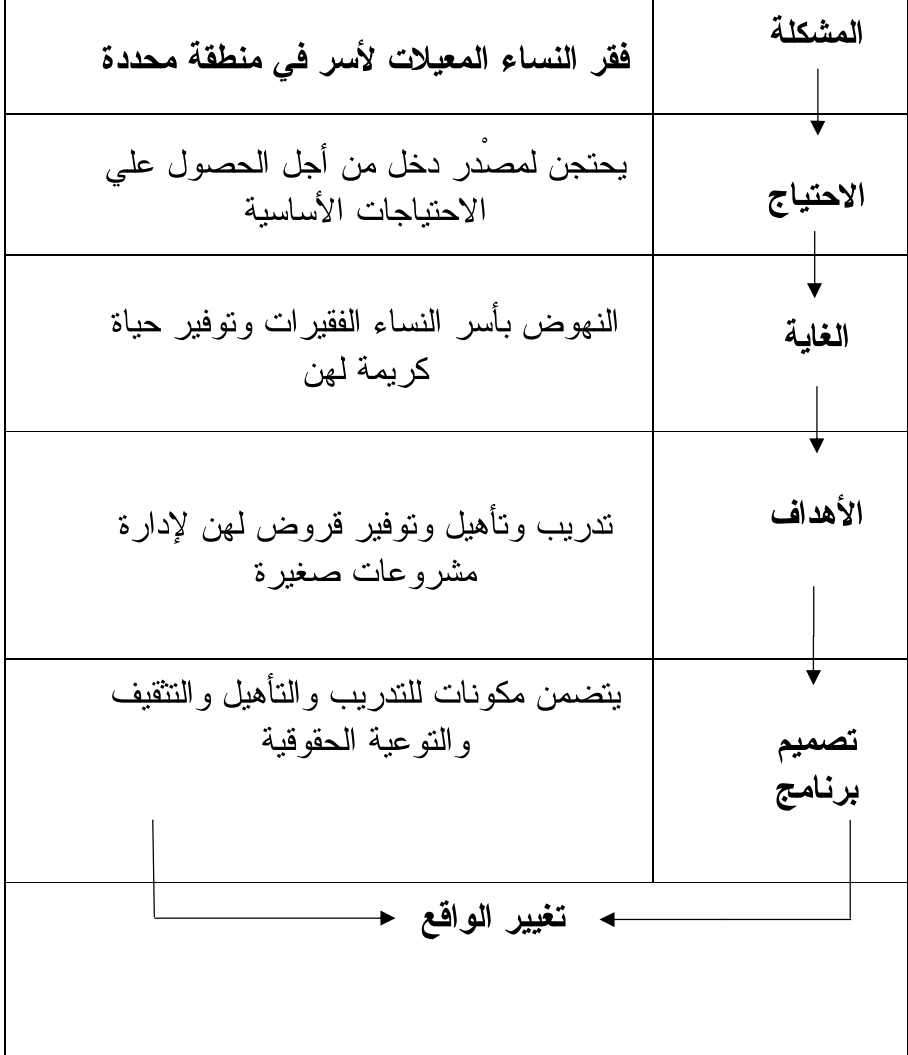 المشكلة
فقر النساء المعيلات لأسر في منطقة محددة
الاحتياج
يحتجن لمصْدر دخل من أجل الحصول علي
الاحتياجات الأساسية
الغاية
النهوض بأسر النساء الفقيرات وتوفير حياة
كريمة لهن
الأهداف
تدريب وتأهيل وتوفير قروض لهن لإدارة
مشروعات صغيرة
تصميم
برنامج
يتضمن مكونات للتدريب والتأهيل والتثقيف
والتوعية الحقوقية
تغيير الواقع